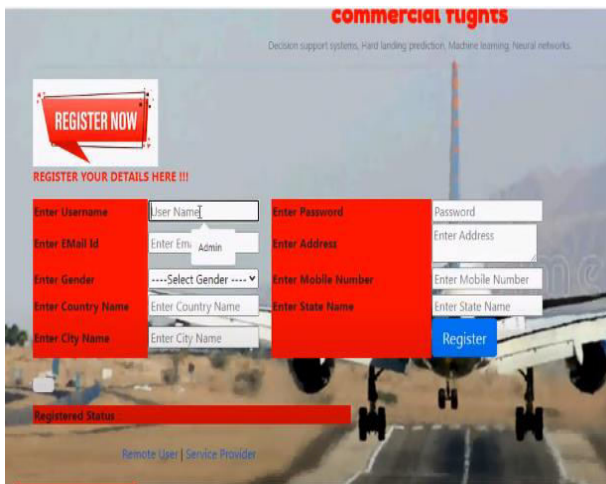 commercial flights
Decision support systems, Hard landing prediction, Machine learning, Neural networks.
REGISTER NOW
REGISTER YOUR DETAILS HERE !!!
Enter Username User Name Enter Password Password
Admin
Enter EMail Id Enter Ema Enter Address Enter Address
Enter Gender ----Select Gender ---- Enter Mobile Number Enter Mobile Number
Enter Country Name Enter Country Name Enter State Name Enter State Name
Enter City Name Enter City Name Register
Registered Status
Remote User | Service Provider